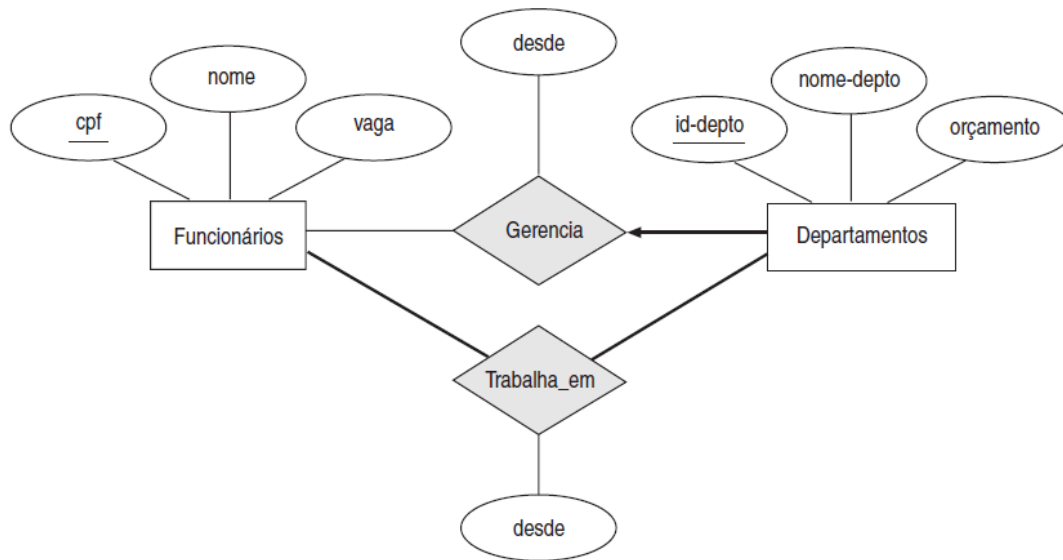 desde
nome
nome-depto
cpf
vaga
id-depto
orçamento
Funcionários
Gerencia
Departamentos
Trabalha_em
desde